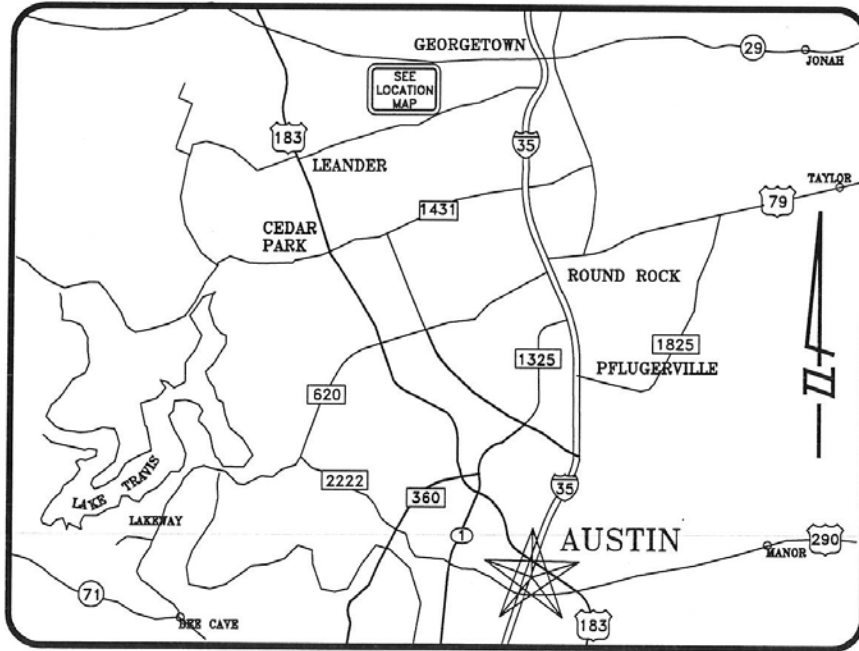 GEORGETOWN
29
JONAH
SEE
LOCATION
MAP
183
35
LEANDER
TAYLOR
79
1431
CEDAR
PARK
ROUND ROCK
1325
1825
PFLUGERVILLE
620
2222
360
35
LAKE TRAVIS
LAKEWAY
1
AUSTIN
290
MANOR
71
BEE CAVE
183